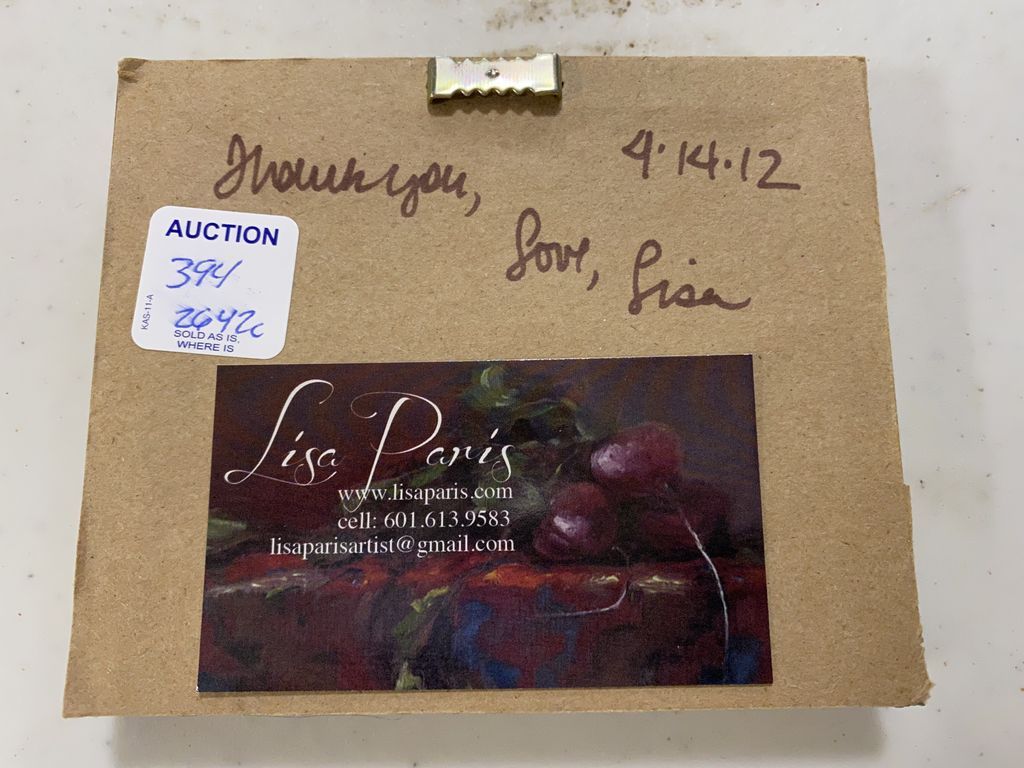 Thank you,
4.14.12
Love, Lisa
AUCTION
394
2642c
KAS-11-A
SOLD AS IS,
WHERE IS
Lisa Paris
www.lisaparis.com
cell: 601.613.9583
lisaparisartist@gmail.com